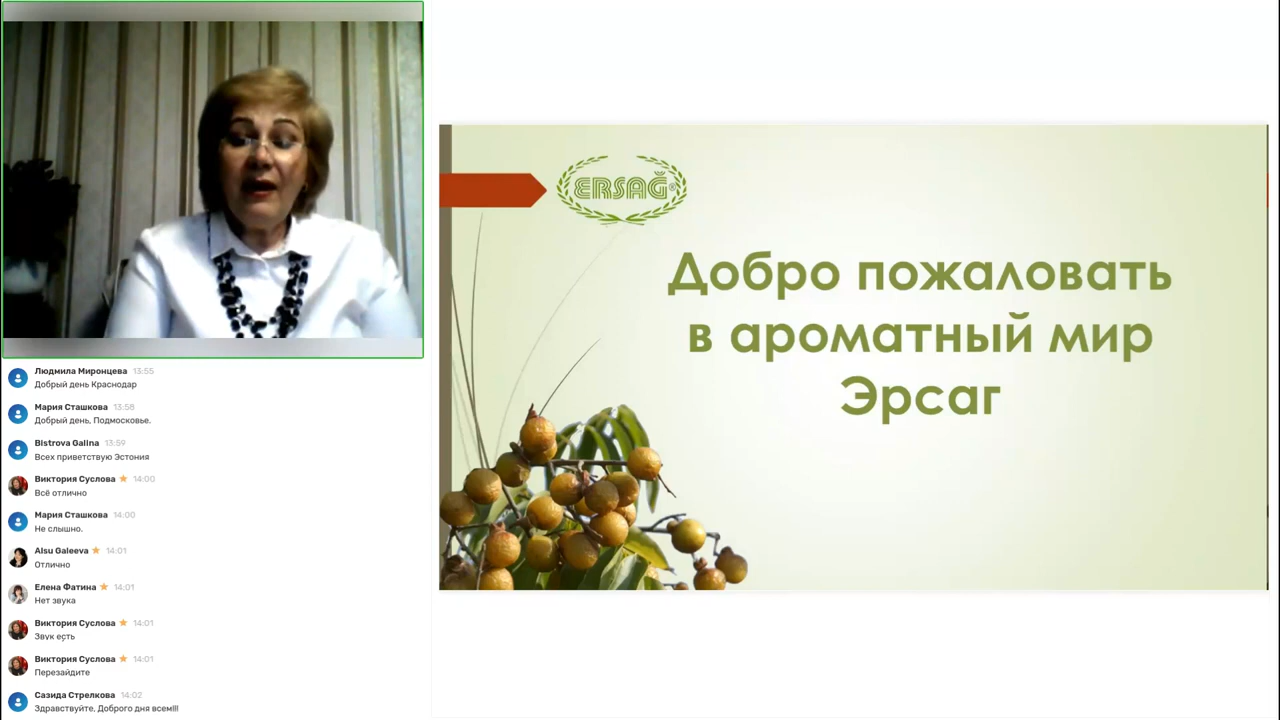 Людмила Миронцева 13:55
Добрый день Краснодар
Мария Сташкова 13:58
Добрый день, Подмосковье.
Bistrova Galina 13:59
Всех приветствую Эстония
Виктория Суслова 14:00
Всё отлично
Мария Сташкова 14:00
Не слышно.
Alsu Galeeva 14:01
Отлично
Елена Фатина 14:01
Нет звука
Виктория Суслова 14:01
Звук есть
Виктория Суслова 14:01
Перезайдите
Сазида Стрелкова 14:02
Здравствуйте, Доброго дня всем!!!
ERSAĞ®
Добро пожаловать
в ароматный мир
Эрсаг